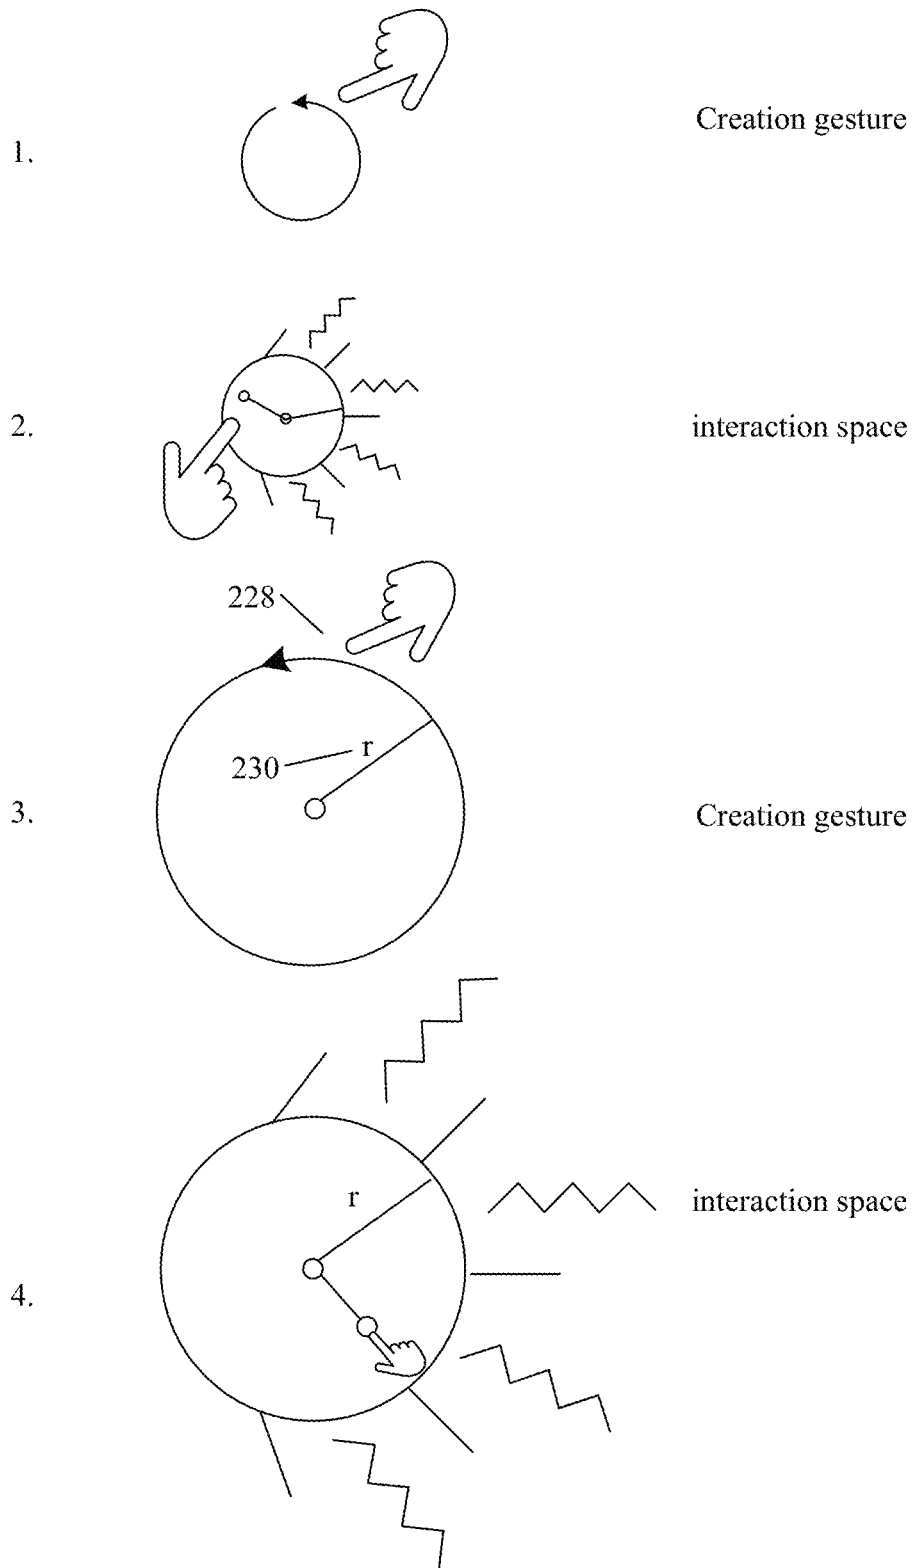 Creation gesture
1.
interaction space
2.
228
r
230
3.
Creation gesture
r
interaction space
4.